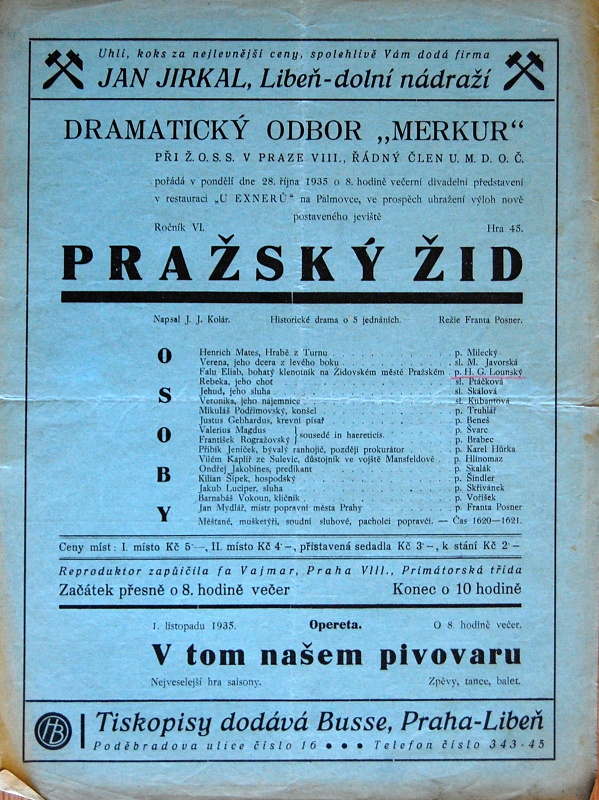 Uhlí, koks za nejlevnější ceny, spolehlivě Vám dodá firma
JAN JIRKAL, Libeň-dolní nádraží
DRAMATICKÝ ODBOR „MERKUR“
PŘI Ž. O. S. S. V PRAZE VIII., ŘÁDNÝ ČLEN U. M. D. O. Č.
pořádá v pondělí dne 28. října 1935 o 8. hodině večerní divadelní představení
v restauraci „U EXNERŮ“ na Palmovce, ve prospěch uhražení výloh nově
postaveného jeviště
Ročník VI. Hra 45.
PRAŽSKÝ ŽID
Napsal J. J. Kolár. Historické drama o 5 jednáních. Režie Franta Posner.
OSOBY
Henrich Mates, Hrabě z Turnu p. Milecký
Verena, jeho dcera z levého boku sl. M. Javorská
Falu Eliab, bohatý klenotník na Židovském městě Pražském p. H. G. Lounský
Rebeka, jeho choť sl. Ptáčková
Jehud, jeho sluha sl. Skálová
Veronika, jeho nájemnice sl. Kubantová
Mikuláš Podřímovský, konšel p. Truhlář
Justus Gebhardus, krevní písař p. Beneš
Valerius Magdus p. Švarc
František Rogražovský } sousedé in haereticis. p. Brabec
Přibík Jeníček, bývalý ranhojič, později prokurátor p. Karel Hůrka
Vilém Kaplíř ze Sulevic, důstojník ve vojště Mansfeldově p. Hlinomaz
Ondřej Jakobines, predikant p. Skalák
Kilian Šípek, hospodský p. Šindler
Jakub Luciper, sluha p. Skřivánek
Barnabáš Vokoun, klíčník p. Voříšek
Jan Mydlář, mistr popravní města Prahy p. Franta Posner
Měšťané, mušketýři, soudní sluhové, pacholci popravčí. — Čas 1620—1621.
Ceny míst: I. místo Kč 5·—, II. místo Kč 4·-, přistavená sedadla Kč 3·-, k stání Kč 2·-
Reproduktor zapůjčila fa Vajmar, Praha VIII., Primátorská třída
Začátek přesně o 8. hodině večer Konec o 10 hodině
1. listopadu 1935. Opereta. O 8. hodině večer.
V tom našem pivovaru
Nejveselejší hra saisony. Zpěvy, tance, balet.
Tiskopisy dodává Busse, Praha-Libeň
Poděbradova ulice číslo 16 ● ● ● Telefon číslo 343-45